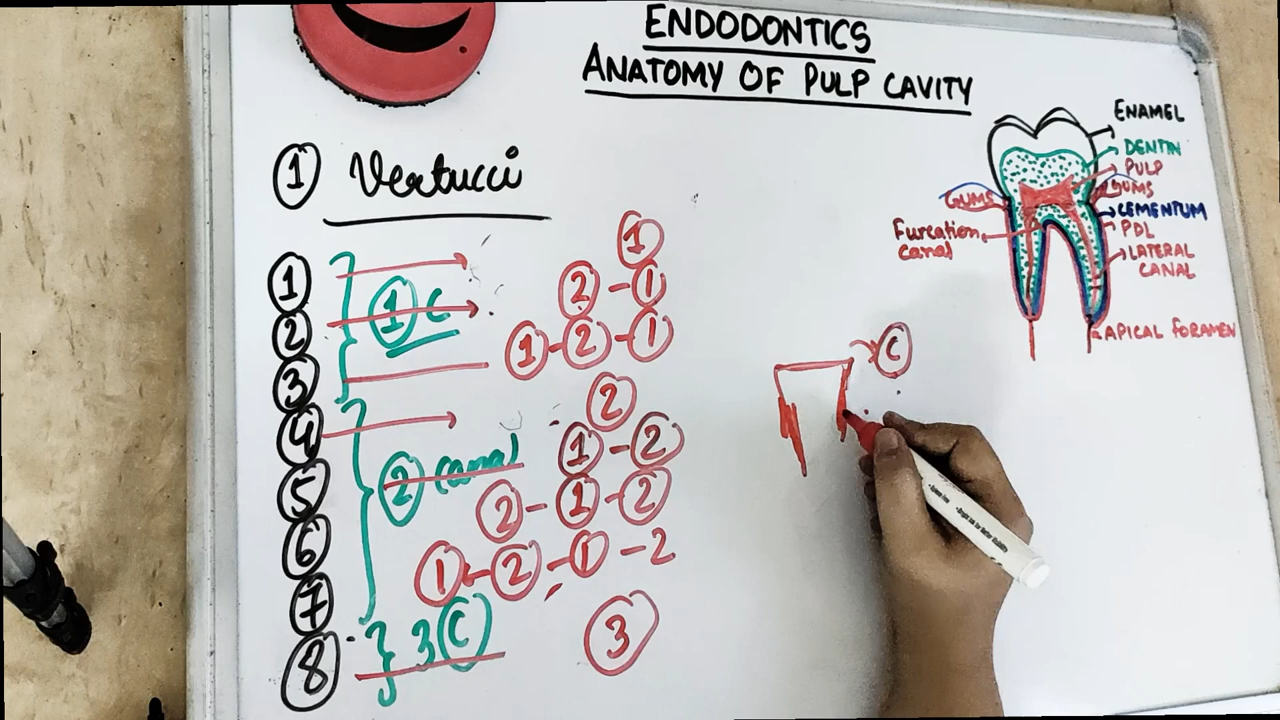 ENDODONTICS
ANATOMY OF PULP CAVITY
ENAMEL
DENTIN
PULP
GUMS
GUMS
CEMENTUM
PDL
Furcation canal
LATERAL CANAL
APICAL FORAMEN
① Vertucci
① ①
② 2-1
③ 1-2-1
1 C
④ 2
⑤ 1-2
2 canal
⑥ 2-1-2
⑦ 1-2-1-2
⑧ 3 C 3
C